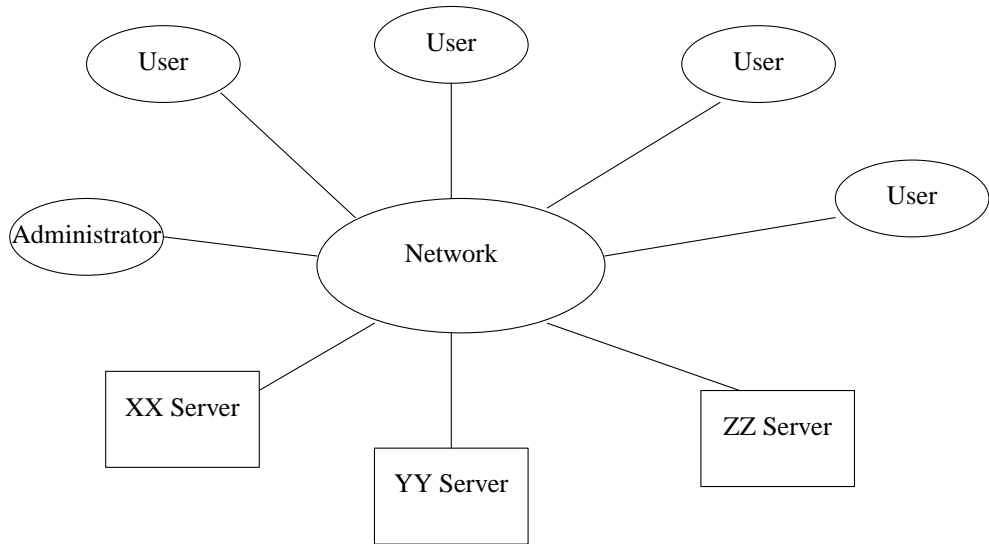 User
User
User
User
Administrator
Network
XX Server
YY Server
ZZ Server